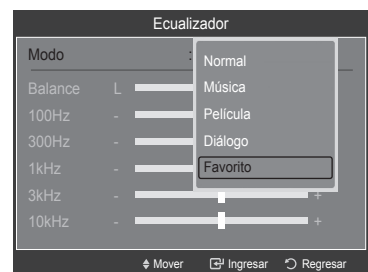 Ecualizador
Modo :
Normal
Música
Película
Diálogo
Favorito
Balance L
100Hz -
300Hz -
1kHz -
3kHz - +
10kHz - +
Mover Ingresar Regresar